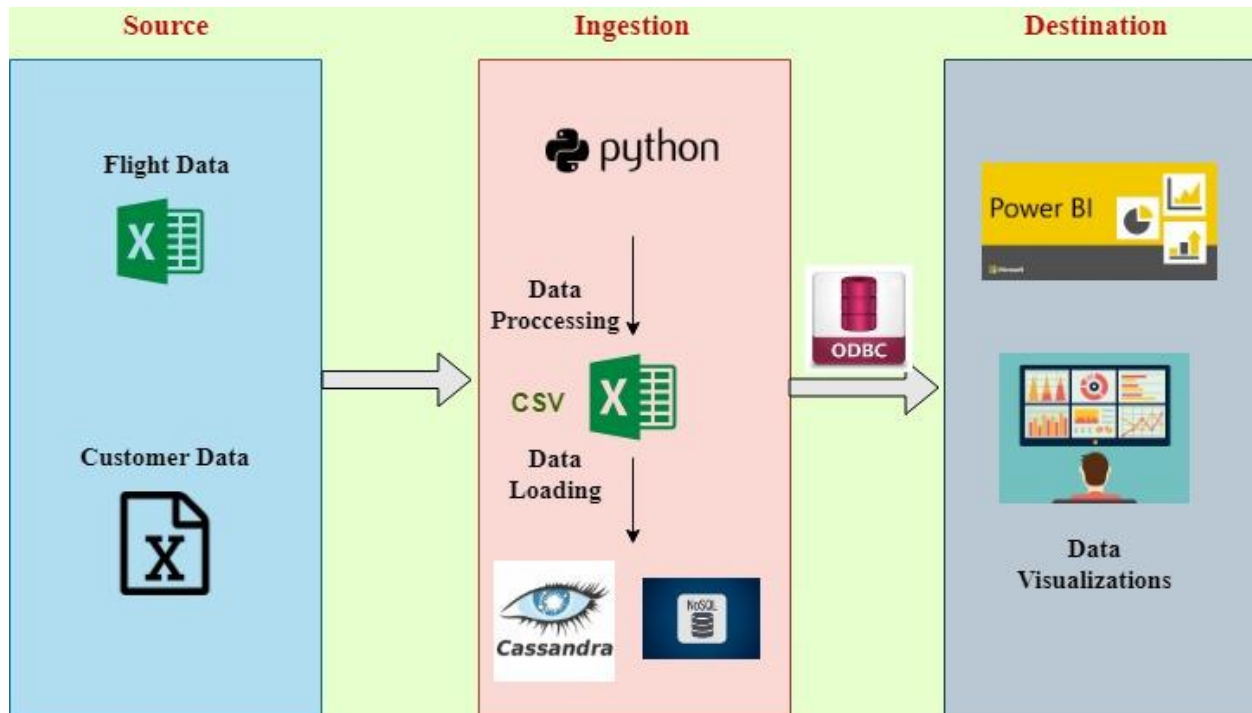 Source
Ingestion
Destination
Flight Data
X
Customer Data
X
python
Data
Proccessing
CSV
X
Data
Loading
Cassandra
NoSQL
ODBC
Power BI
Microsoft
Data
Visualizations